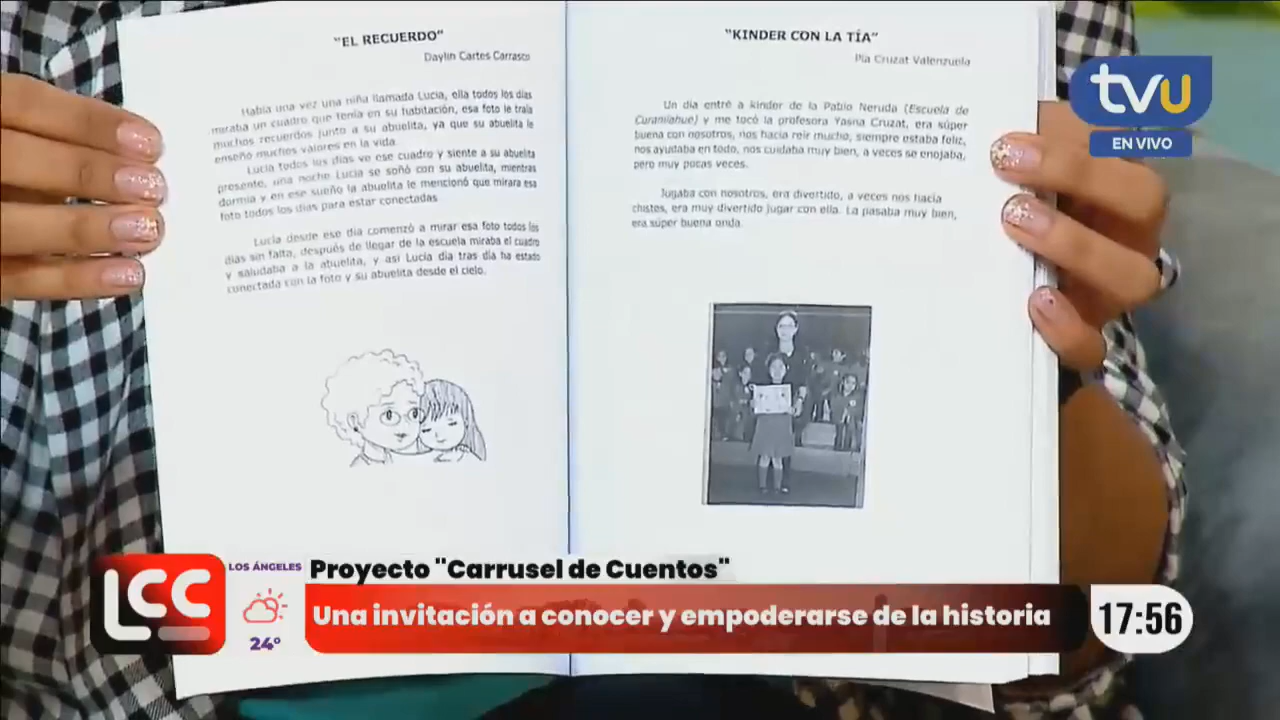 "EL RECUERDO"
Daylin Cartes Carrasco
Había una vez una niña llamada Lucia, ella todos los días
miraba un cuadro que tenía en su habitación, esa foto le traía
muchos recuerdos junto a su abuelita, ya que su abuelita le
enseñó muchos valores en la vida.
Lucia todos los días ve ese cuadro y siente a su abuelita
presente, una noche Lucia se soñó con su abuelita, mientras
dormía y en ese sueño la abuelita le mencionó que mirara esa
foto todos los días para estar conectadas
Lucia desde ese día comenzó a mirar esa foto todos los
días sin falta, después de llegar de la escuela miraba el cuadro
y saludaba a la abuelita, y así Lucia día tras día ha estado
conectada con la foto y su abuelita desde el cielo.
"KINDER CON LA TÍA"
Pía Cruzat Valenzuela
Un día entré a kinder de la Pablo Neruda (Escuela de
Curanilahue) y me tocó la profesora Yasna Cruzat, era súper
buena con nosotros, nos hacía reír mucho, siempre estaba feliz,
nos ayudaba en todo, nos cuidaba muy bien, a veces se enojaba,
pero muy pocas veces.
Jugaba con nosotros, era divertido, a veces nos hacía
chistes, era muy divertido jugar con ella. La pasaba muy bien,
era súper buena onda.
tvu
EN VIVO
LCC
LOS ÁNGELES
24°
Proyecto "Carrusel de Cuentos"
Una invitación a conocer y empoderarse de la historia
17:56